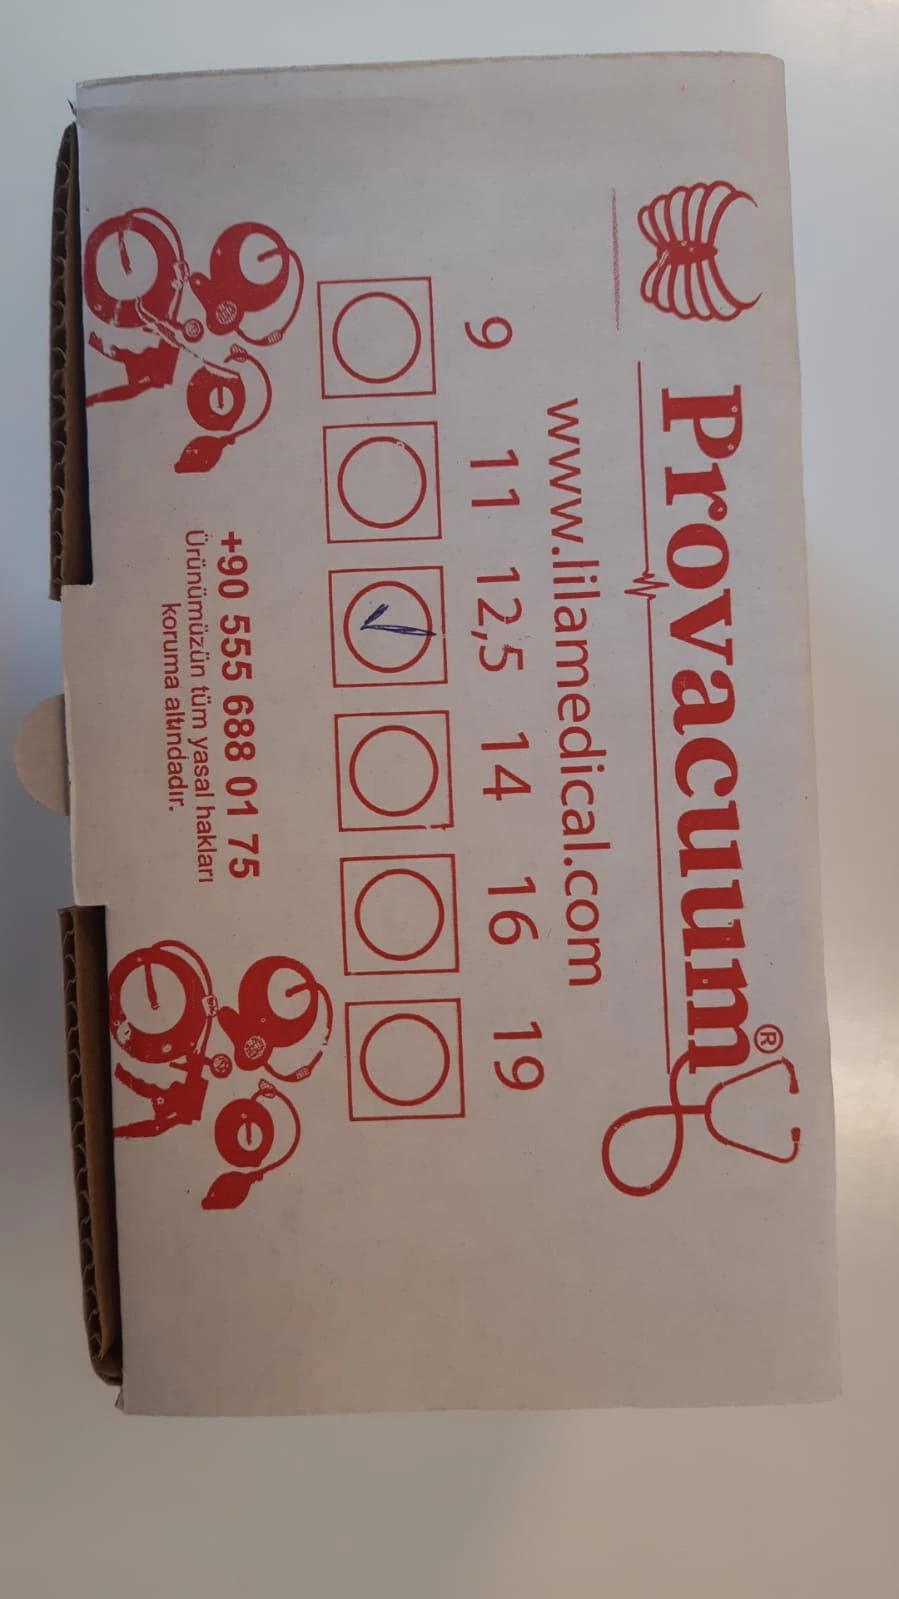 Provacuum®
www.lilamedical.com
9 11 12,5 14 16 19
+90 555 688 01 75
Ürünümüzün tüm yasal hakları
koruma altındadır.